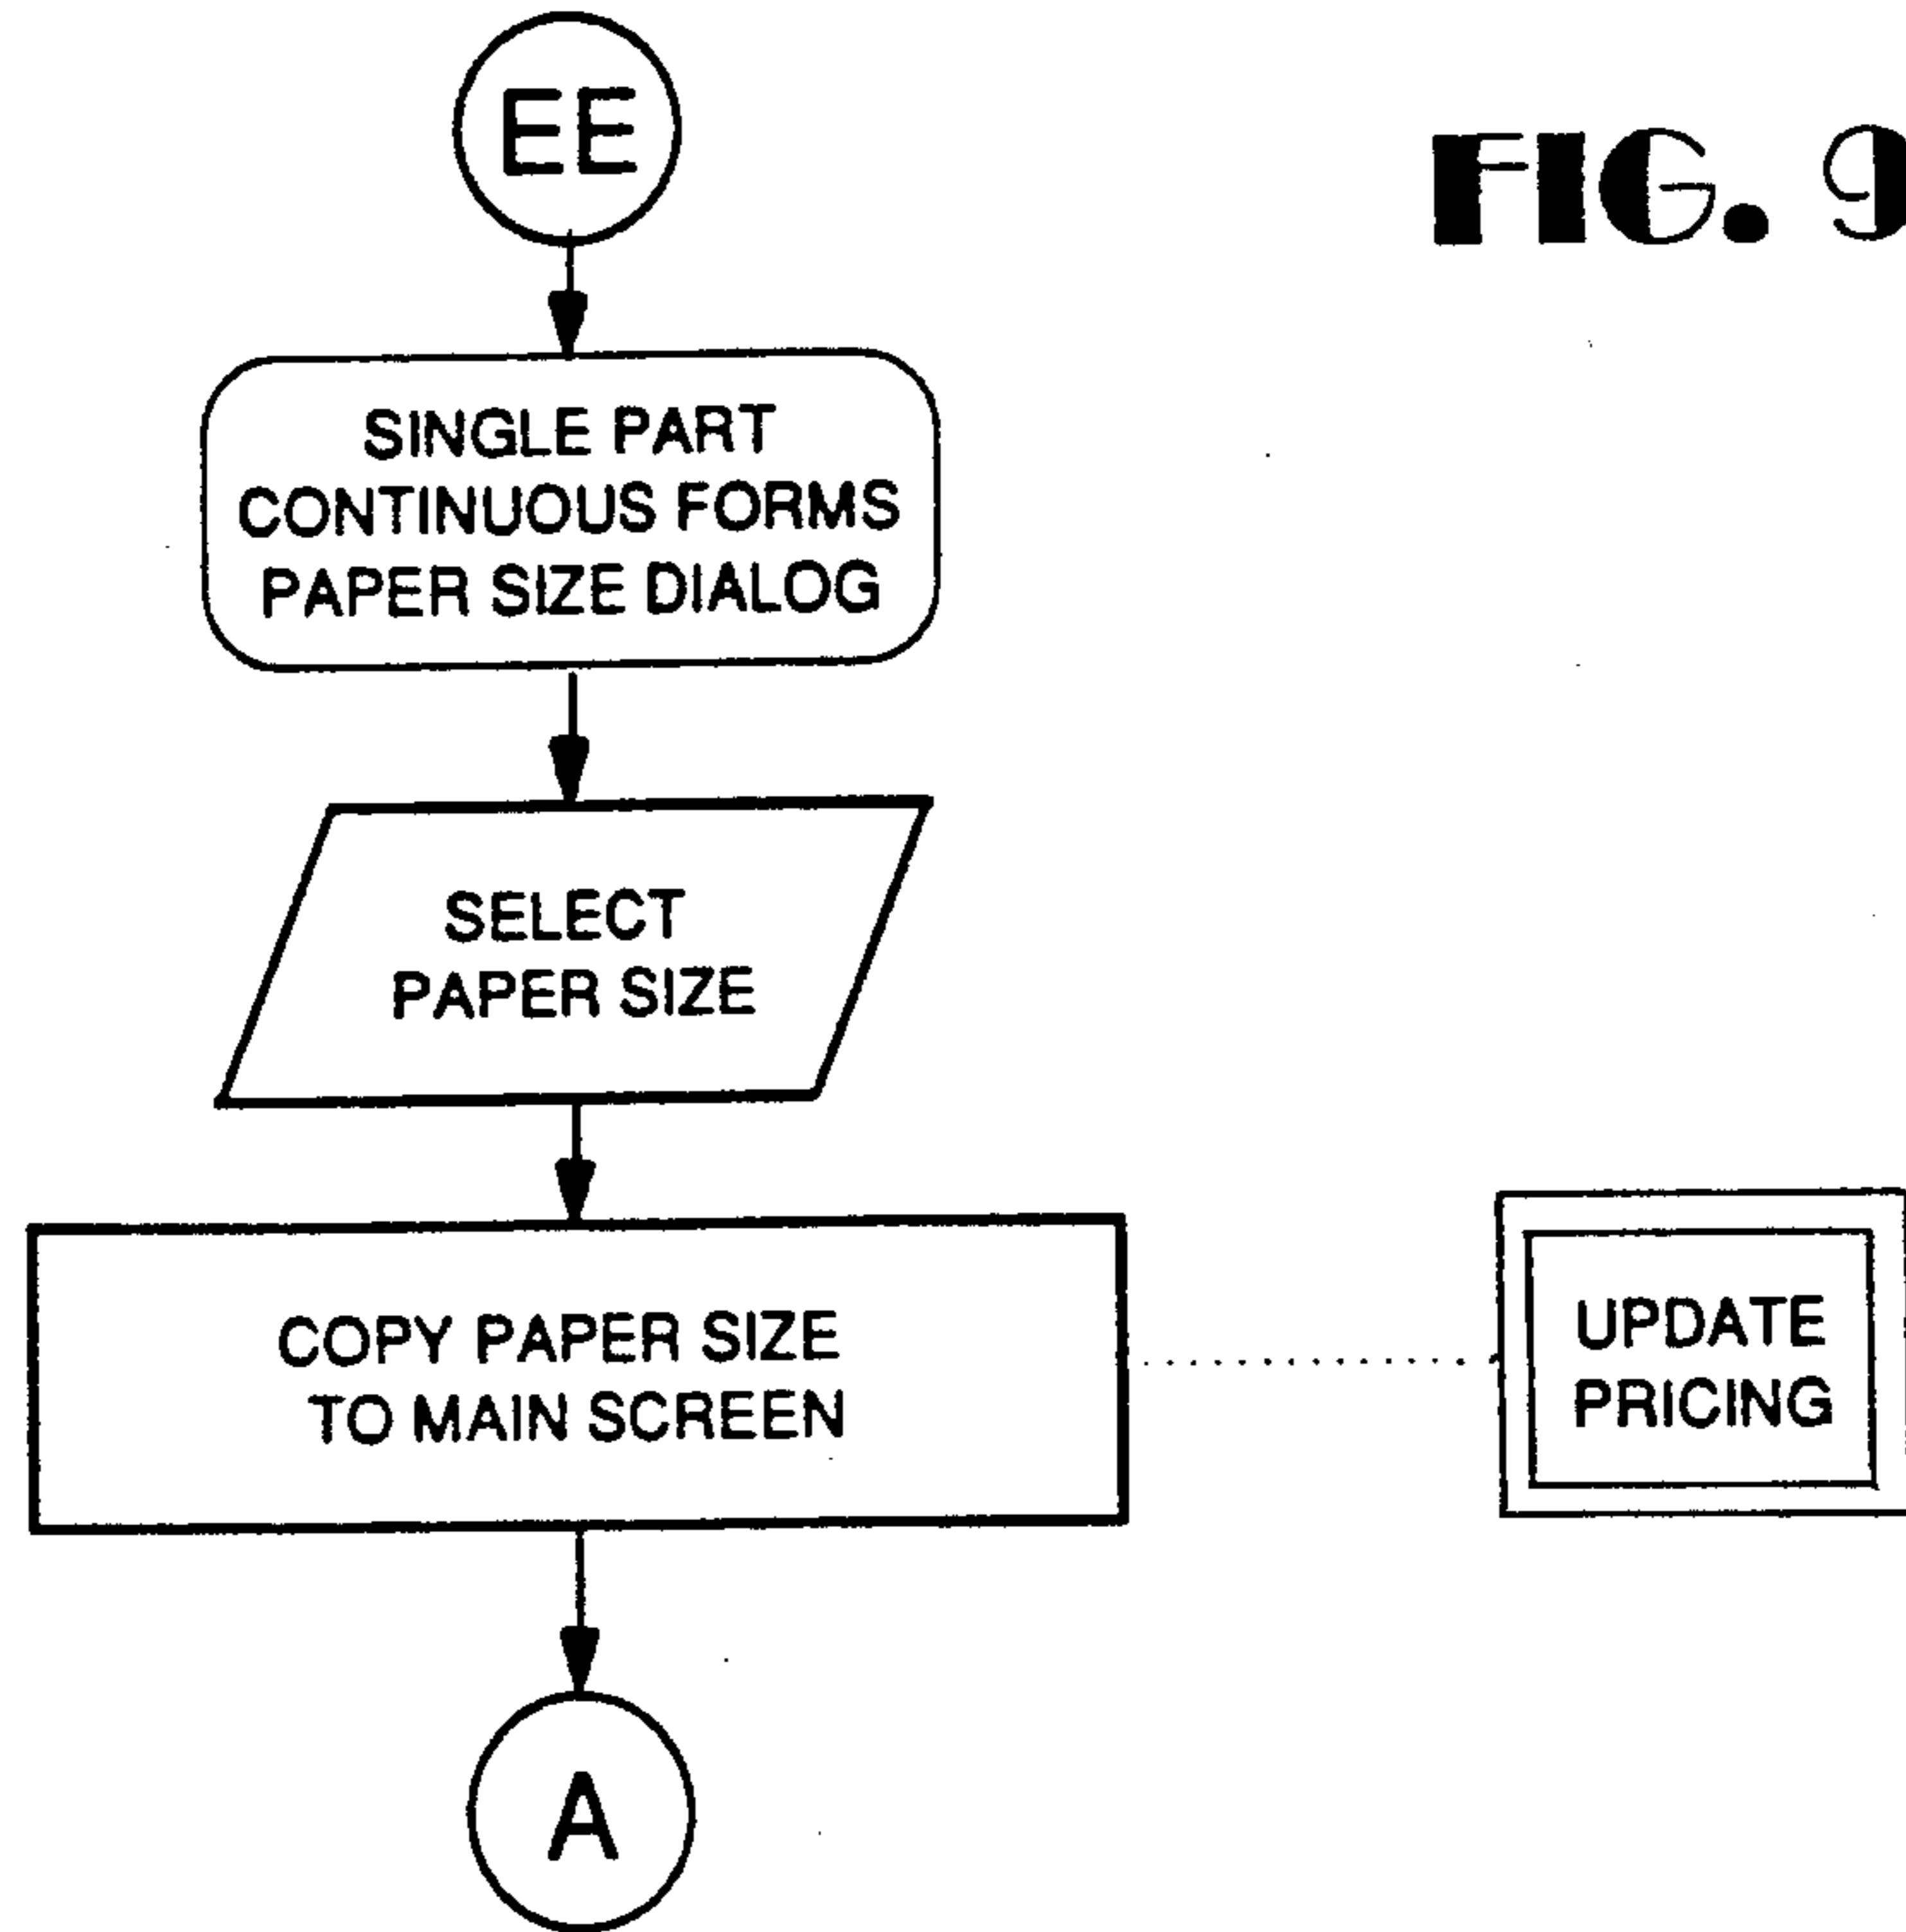 EE
FIG. 9
SINGLE PART
CONTINUOUS FORMS
PAPER SIZE DIALOG
SELECT
PAPER SIZE
COPY PAPER SIZE
TO MAIN SCREEN
UPDATE
PRICING
A